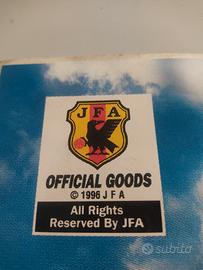 JFA
OFFICIAL GOODS
© 1996 J F A
All Rights
Reserved By JFA
subito